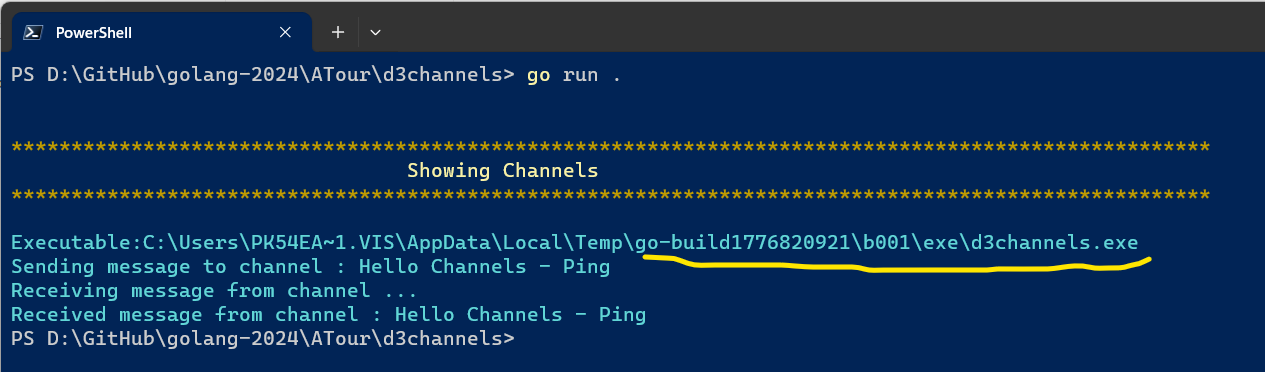 PowerShell
PS D:\GitHub\golang-2024\ATour\d3channels> go run .
****************************************************************************************************
Showing Channels
****************************************************************************************************
Executable:C:\Users\PK54EA~1.VIS\AppData\Local\Temp\go-build1776820921\b001\exe\d3channels.exe
Sending message to channel : Hello Channels - Ping
Receiving message from channel ...
Received message from channel : Hello Channels - Ping
PS D:\GitHub\golang-2024\ATour\d3channels>